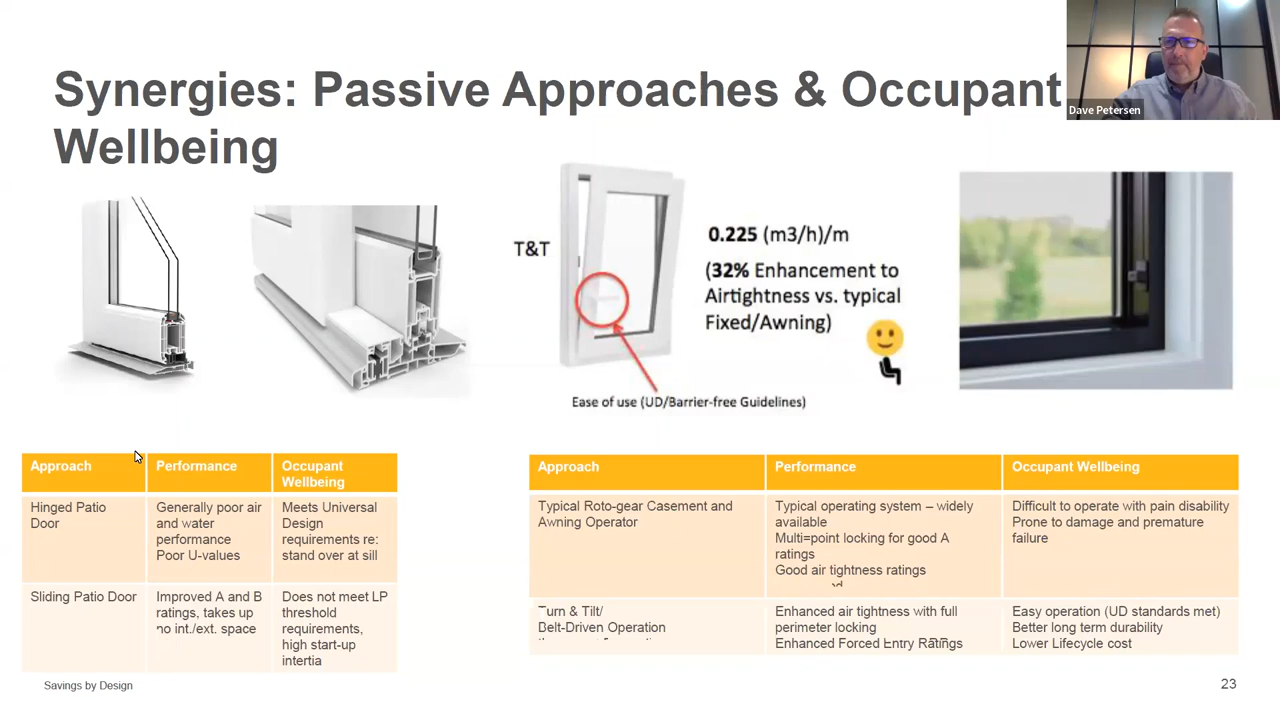 Synergies: Passive Approaches & Occupant
Wellbeing
Dave Petersen
T&T
0.225 (m3/h)/m
(32% Enhancement to
Airtightness vs. typical
Fixed/Awning)
Ease of use (UD/Barrier-free Guidelines)
Approach
Performance
Occupant
Wellbeing
Hinged Patio
Door
Generally poor air
and water
performance
Poor U-values
Meets Universal
Design
requirements re:
stand over at sill
Sliding Patio Door
Improved A and B
ratings, takes up
no int./ext. space
Does not meet LP
threshold
requirements,
high start-up
intertia
Approach
Performance
Occupant Wellbeing
Typical Roto-gear Casement and
Awning Operator
Typical operating system – widely
available
Multi=point locking for good A
ratings
Good air tightness ratings
Difficult to operate with pain disability
Prone to damage and premature
failure
Turn & Tilt/
Belt-Driven Operation
Enhanced air tightness with full
perimeter locking
Enhanced Forced Entry Ratings
Easy operation (UD standards met)
Better long term durability
Lower Lifecycle cost
Savings by Design
23